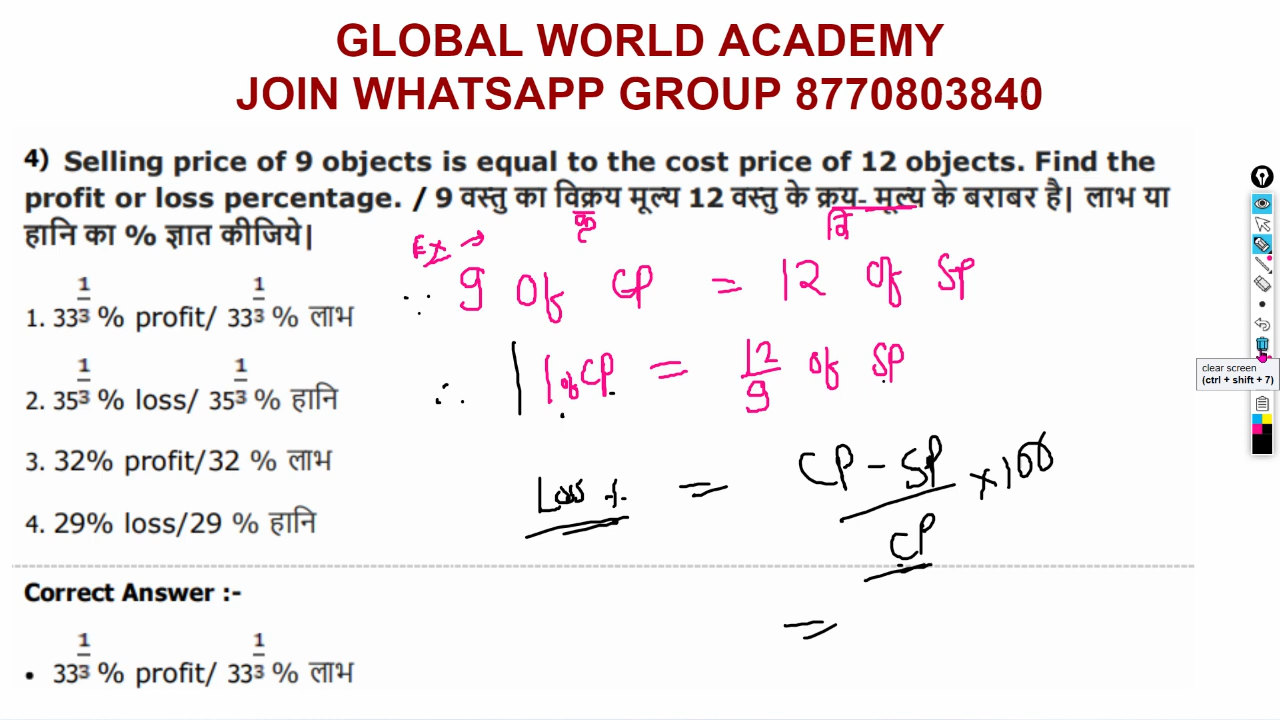 GLOBAL WORLD ACADEMY
JOIN WHATSAPP GROUP 8770803840
4) Selling price of 9 objects is equal to the cost price of 12 objects. Find the
profit or loss percentage. / 9 वस्तु का विक्रय मूल्य 12 वस्तु के क्रय- मूल्य के बराबर है| लाभ या
हानि का % ज्ञात कीजिये|
क्र
वि
Ex →
∵ 9 of CP = 12 of SP
1. 33 1/3 % profit/ 33 1/3 % लाभ
∴ 1 of CP = 12/9 of SP
2. 35 1/3 % loss/ 35 1/3 % हानि
3. 32% profit/32 % लाभ
Loss % = CP - SP / CP × 100
4. 29% loss/29 % हानि
=
Correct Answer :-
• 33 1/3 % profit/ 33 1/3 % लाभ
clear screen
(ctrl + shift + 7)